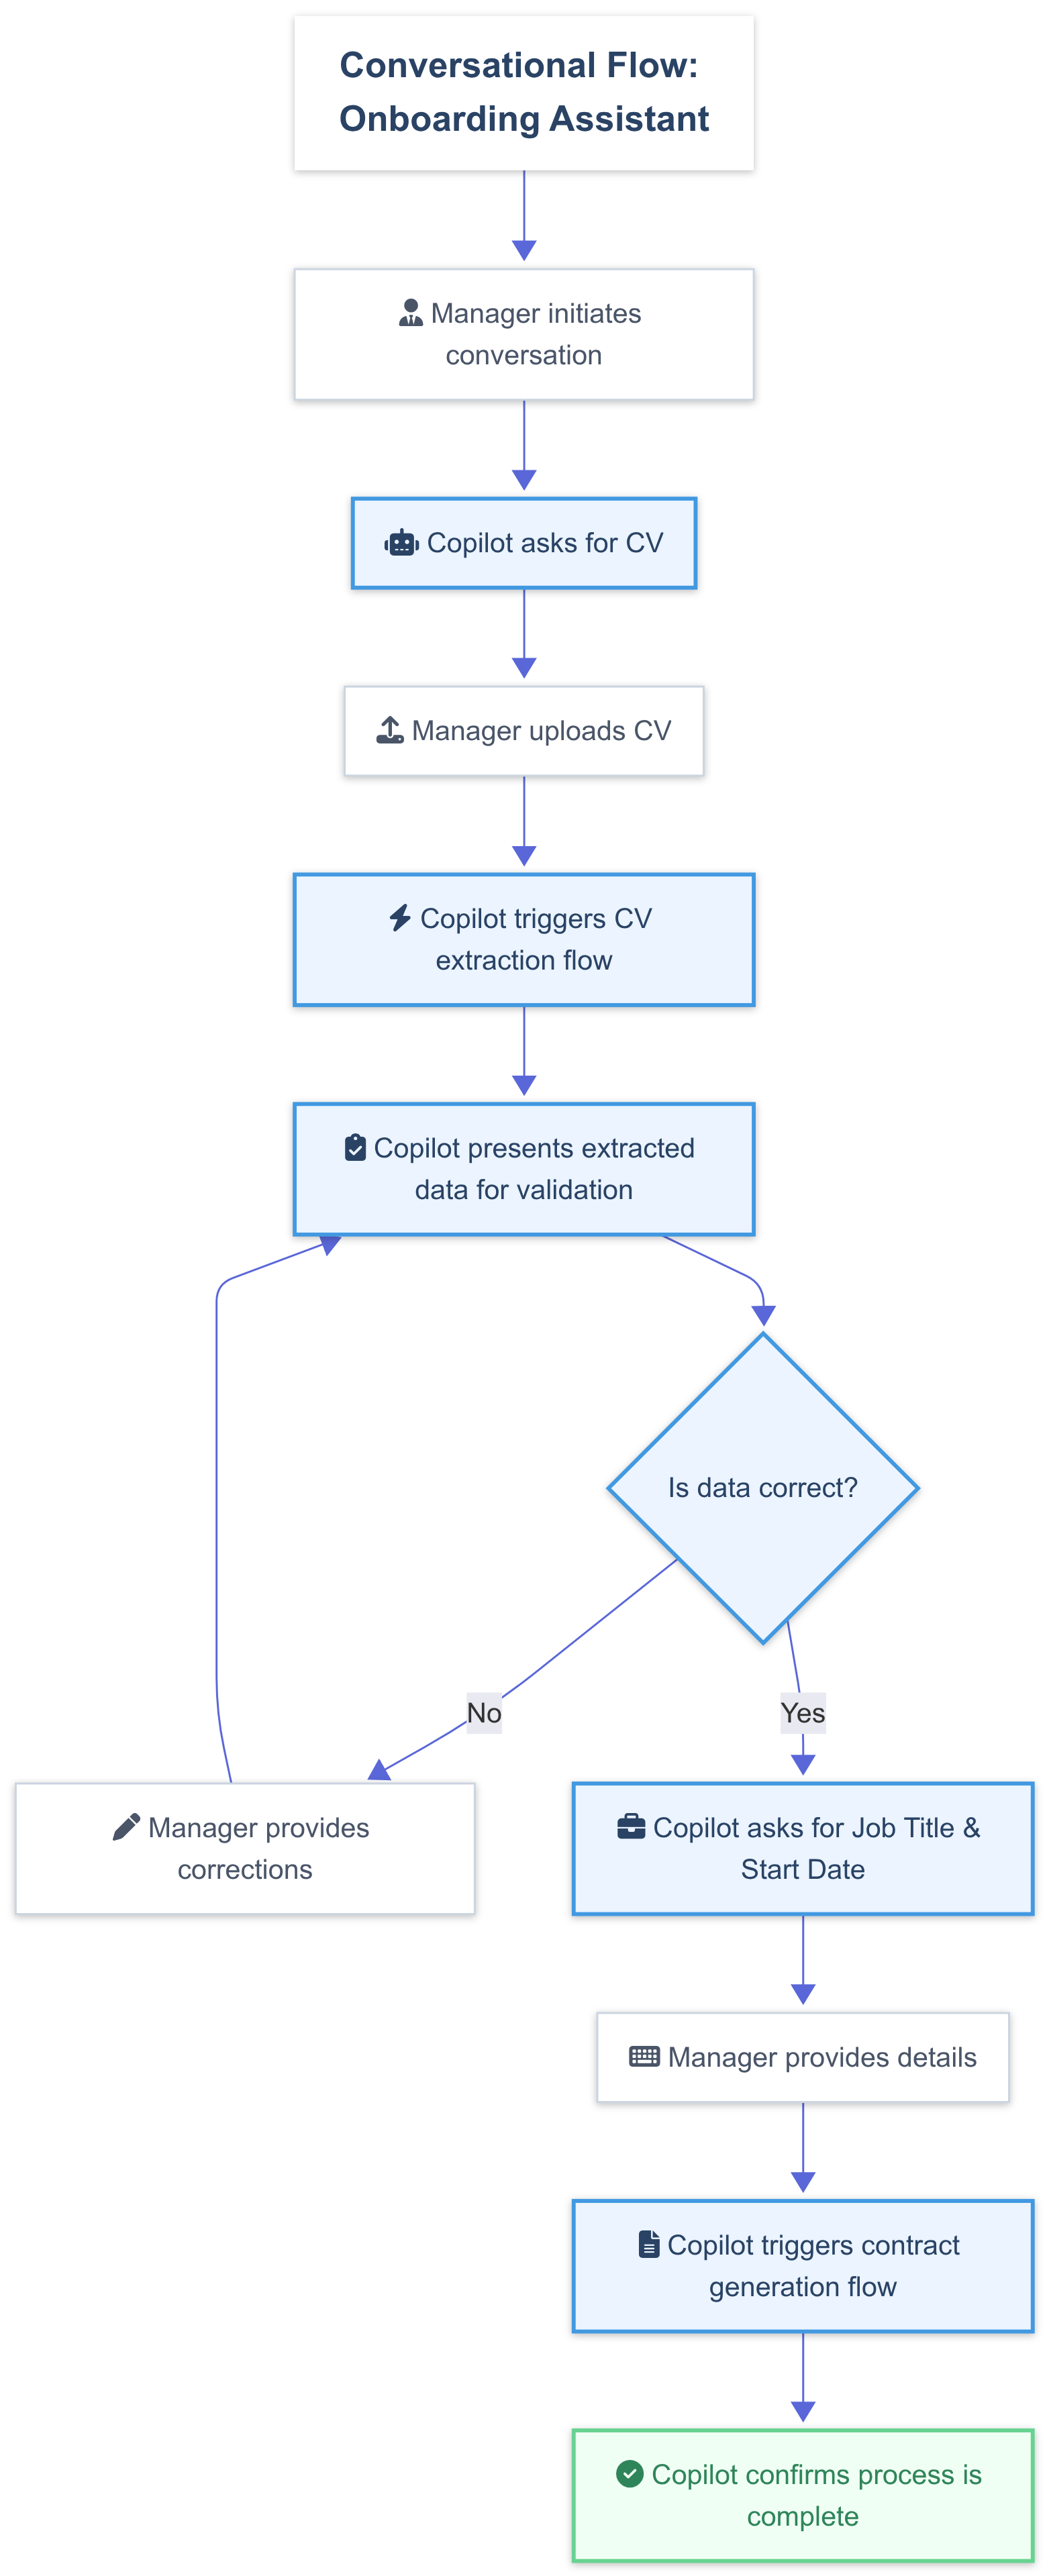 Conversational Flow:
Onboarding Assistant
Manager initiates
conversation
Copilot asks for CV
Manager uploads CV
Copilot triggers CV
extraction flow
Copilot presents extracted
data for validation
Is data correct?
No
Yes
Manager provides
corrections
Copilot asks for Job Title &
Start Date
Manager provides details
Copilot triggers contract
generation flow
Copilot confirms process is
complete